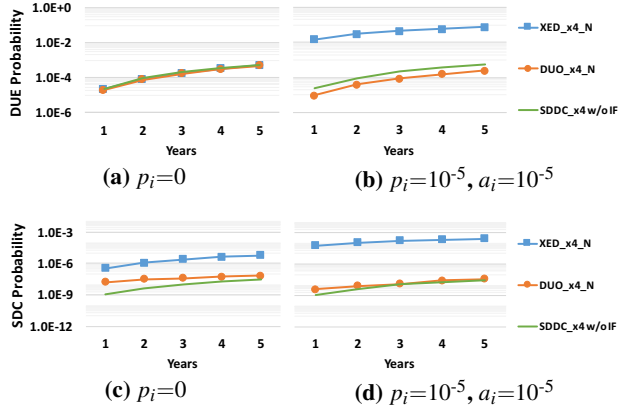 DUE Probability
1.0E+0
1.0E-2
1.0E-4
1.0E-6
1 2 3 4 5
Years
(a) pᵢ=0
1 2 3 4 5
Years
(b) pᵢ=10⁻⁵, aᵢ=10⁻⁵
XED_x4_N
DUO_x4_N
SDDC_x4 w/o IF
SDC Probability
1.0E-3
1.0E-6
1.0E-9
1.0E-12
1 2 3 4 5
Years
(c) pᵢ=0
1 2 3 4 5
Years
(d) pᵢ=10⁻⁵, aᵢ=10⁻⁵
XED_x4_N
DUO_x4_N
SDDC_x4 w/o IF